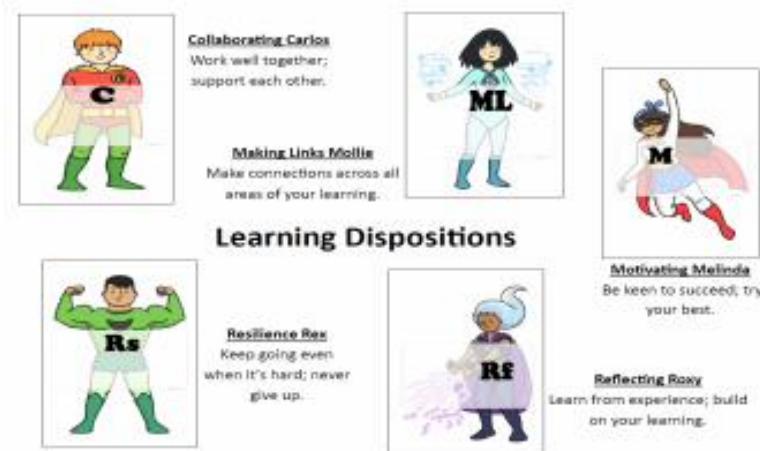 Collaborating Carlos
Work well together;
support each other.
C
ML
Making Links Mollie
Make connections across all
areas of your learning.
M
Learning Dispositions
Motivating Melinda
Be keen to succeed; try
your best.
Rs
Resilience Rex
Keep going even
when it's hard; never
give up.
Rf
Reflecting Roxy
Learn from experience; build
on your learning.